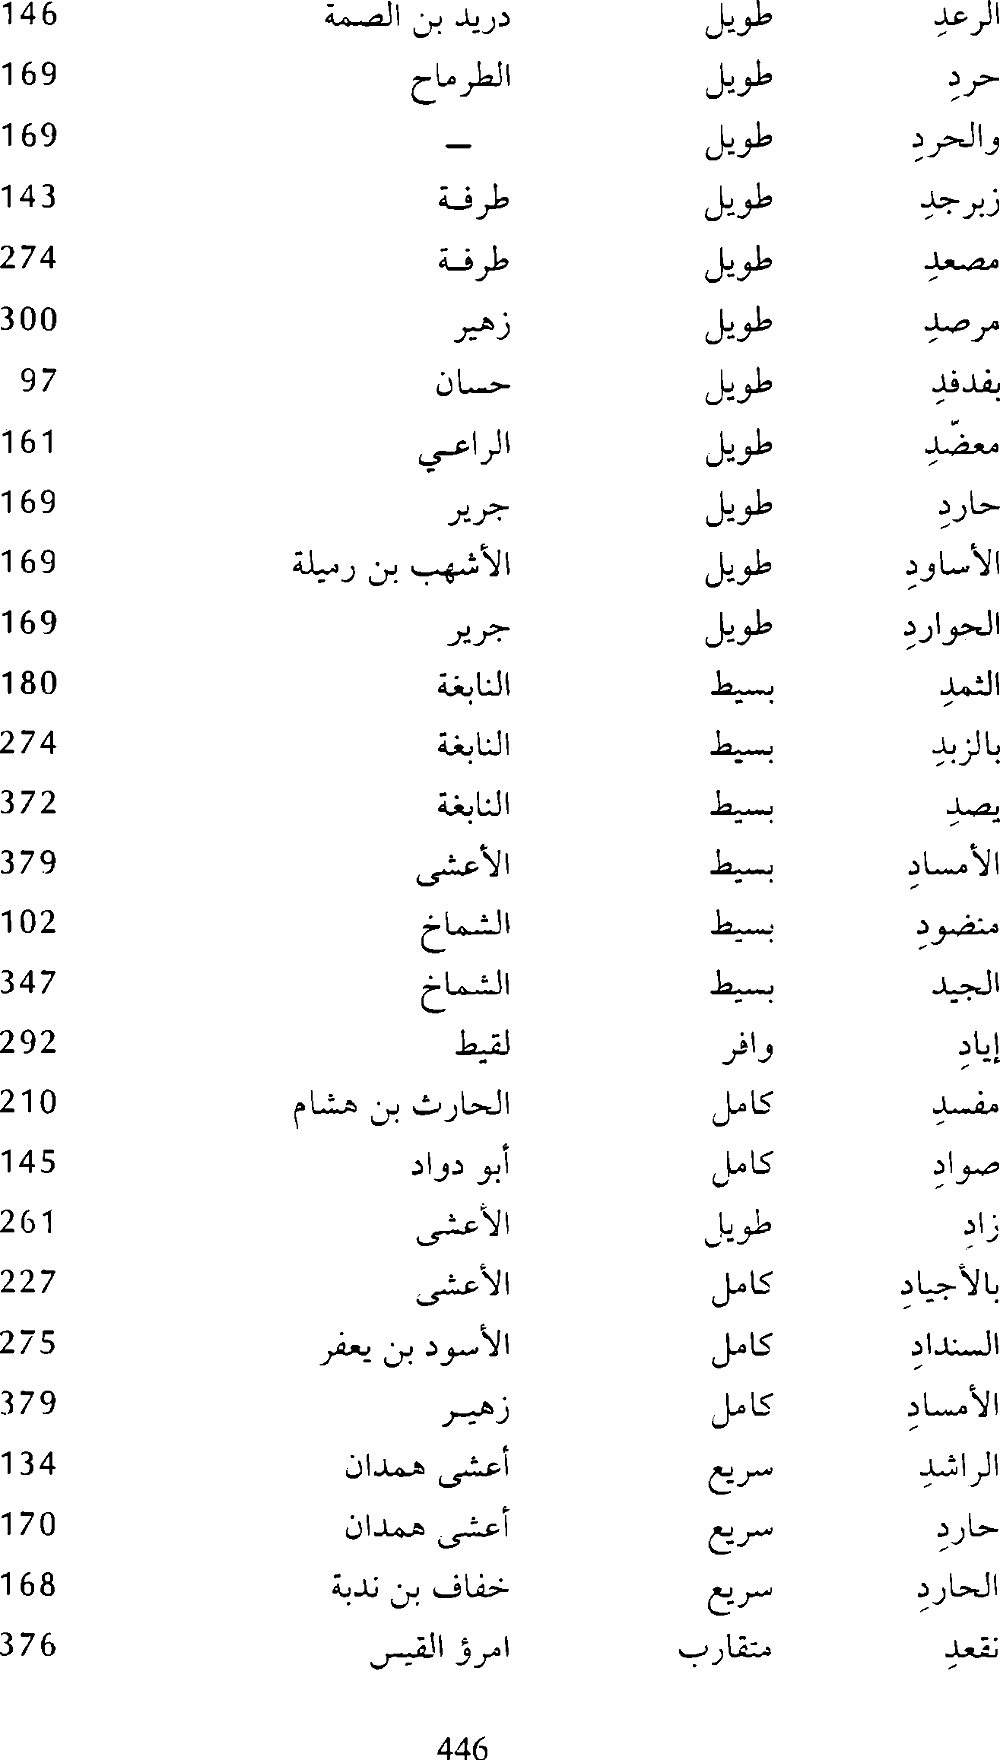 الرعدِ طويل دريد بن الصمة 146
حردِ طويل الطرماح 169
والحردِ طويل – 169
زبرجدِ طويل طرفة 143
مصعدِ طويل طرفة 274
مرصدِ طويل زهير 300
بفدفدِ طويل حسان 97
معضّدِ طويل الراعي 161
حاردِ طويل جرير 169
الأساودِ طويل الأشهب بن رميلة 169
الحواردِ طويل جرير 169
الثمدِ بسيط النابغة 180
بالزبدِ بسيط النابغة 274
يصدِ بسيط النابغة 372
الأمسادِ بسيط الأعشى 379
منضودِ بسيط الشماخ 102
الجيد بسيط الشماخ 347
إيادِ وافر لقيط 292
مفسدِ كامل الحارث بن هشام 210
صوادِ كامل أبو دواد 145
زادِ طويل الأعشى 261
بالأجيادِ كامل الأعشى 227
السندادِ كامل الأسود بن يعفر 275
الأمسادِ كامل زهير 379
الراشدِ سريع أعشى همدان 134
حاردِ سريع أعشى همدان 170
الحاردِ سريع خفاف بن ندبة 168
نقعدِ متقارب امرؤ القيس 376
446